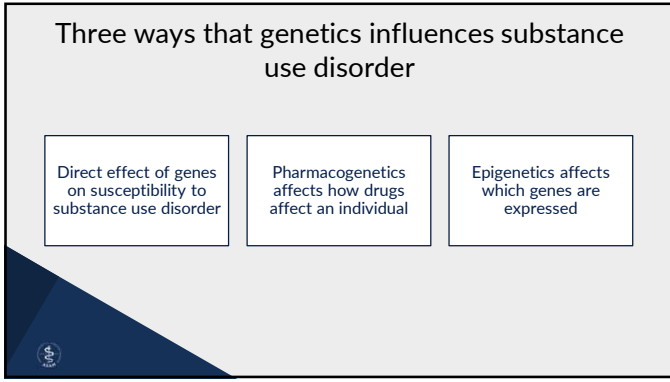 Three ways that genetics influences substance
use disorder
Direct effect of genes
on susceptibility to
substance use disorder
Pharmacogenetics
affects how drugs
affect an individual
Epigenetics affects
which genes are
expressed